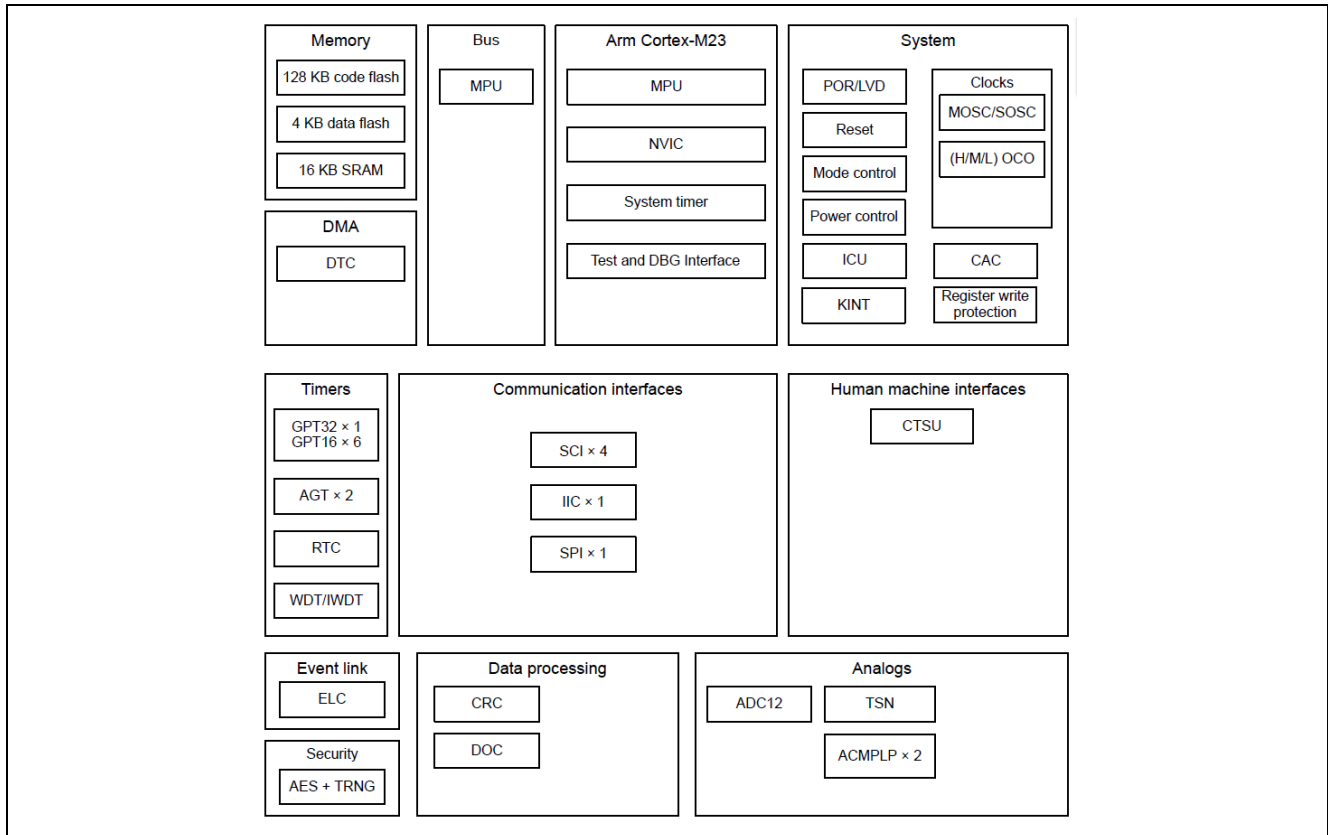 Memory
128 KB code flash
4 KB data flash
16 KB SRAM
DMA
DTC
Bus
MPU
Arm Cortex-M23
MPU
NVIC
System timer
Test and DBG Interface
System
POR/LVD
Reset
Mode control
Power control
ICU
KINT
Clocks
MOSC/SOSC
(H/M/L) OCO
CAC
Register write
protection
Timers
GPT32 × 1
GPT16 × 6
AGT × 2
RTC
WDT/IWDT
Communication interfaces
SCI × 4
IIC × 1
SPI × 1
Human machine interfaces
CTSU
Event link
ELC
Security
AES + TRNG
Data processing
CRC
DOC
Analogs
ADC12
TSN
ACMPLP × 2